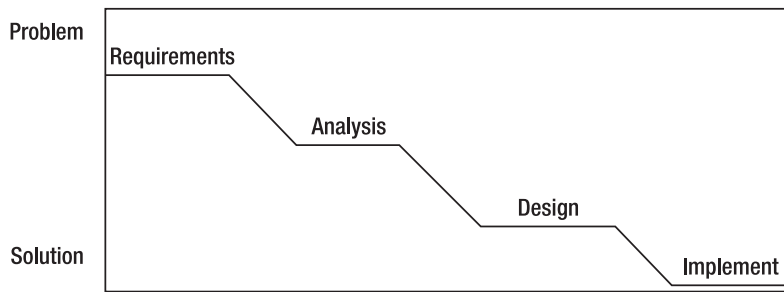 Problem
Requirements
Analysis
Design
Solution
Implement